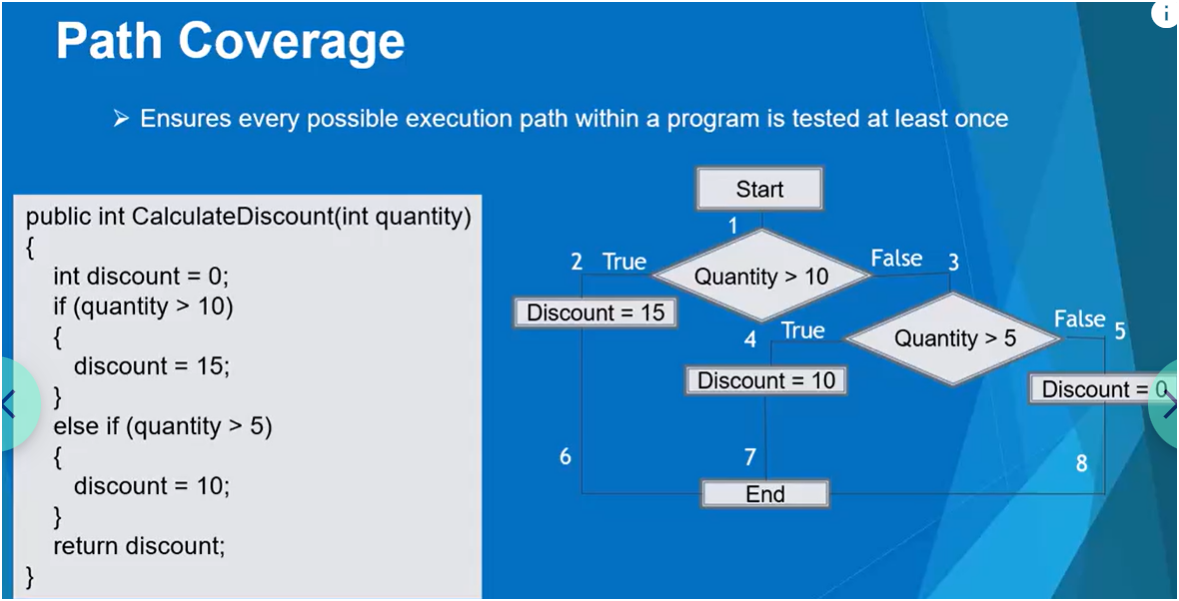 Path Coverage
➢ Ensures every possible execution path within a program is tested at least once
public int CalculateDiscount(int quantity)
{
int discount = 0;
if (quantity > 10)
{
discount = 15;
}
else if (quantity > 5)
{
discount = 10;
}
return discount;
}
Start
1
2 True
Quantity > 10
False 3
Discount = 15
4 True
Quantity > 5
False 5
Discount = 10
Discount = 0
6
7
8
End
i